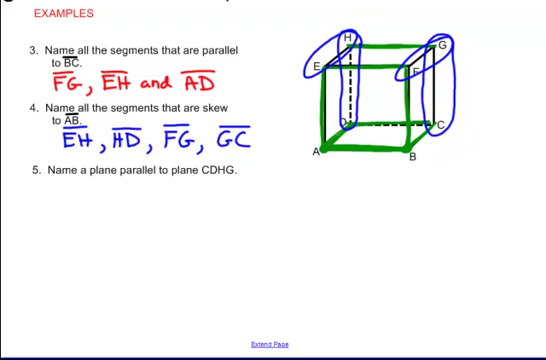 EXAMPLES
3. Name all the segments that are parallel
to BC.
FG, EH and AD
4. Name all the segments that are skew
to AB.
EH, HD, FG, GC
5. Name a plane parallel to plane CDHG.
H
G
E
F
D
C
A
B
Extend Page